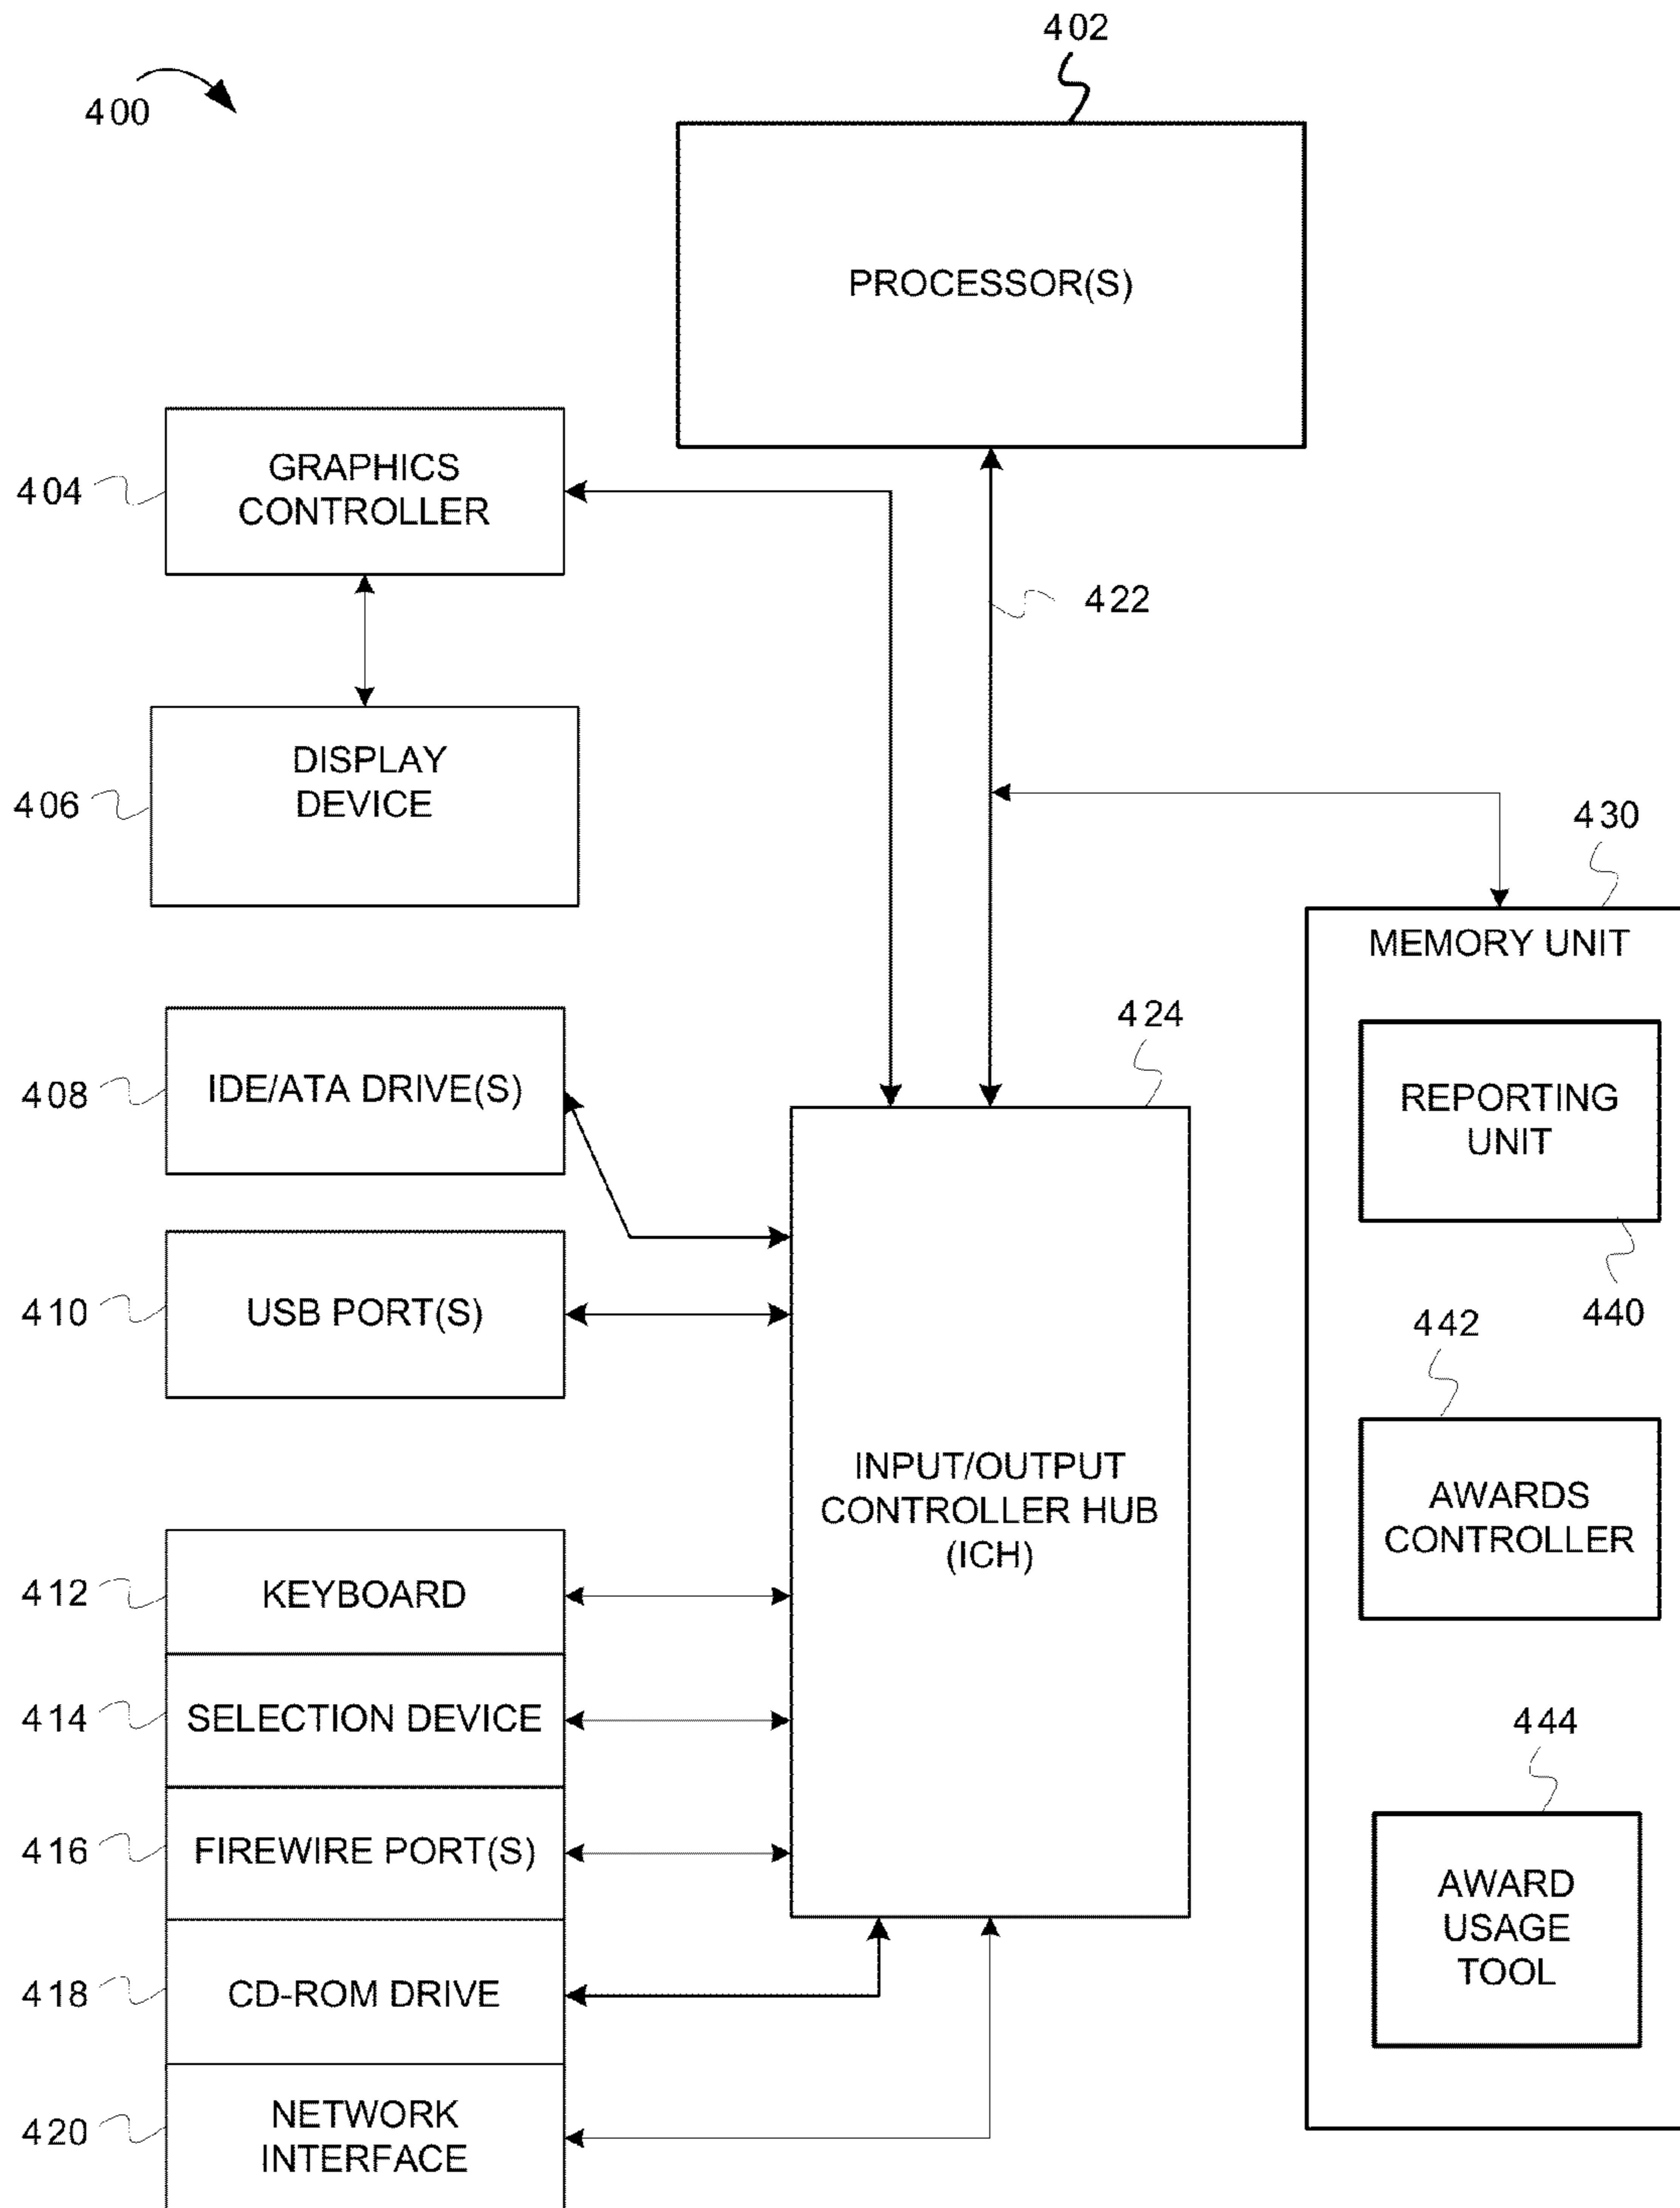 402
400
PROCESSOR(S)
404
GRAPHICS
CONTROLLER
422
406
DISPLAY
DEVICE
430
MEMORY UNIT
424
408
IDE/ATA DRIVE(S)
REPORTING
UNIT
440
410
USB PORT(S)
442
INPUT/OUTPUT
CONTROLLER HUB
(ICH)
AWARDS
CONTROLLER
412
KEYBOARD
414
SELECTION DEVICE
444
416
FIREWIRE PORT(S)
AWARD
USAGE
TOOL
418
CD-ROM DRIVE
420
NETWORK
INTERFACE